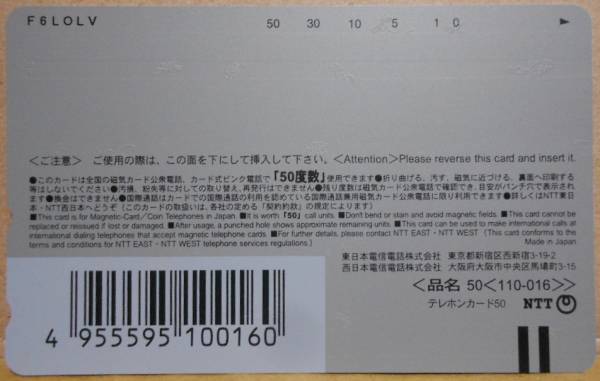 F6LOLV 50 30 10 5 1 0
＜ご注意＞ ご使用の際は、この面を下にして挿入して下さい。＜Attention＞Please reverse this card and insert it.
●このカードは全国の磁気カード公衆電話、カード式ピンク電話で「50度数」使用できます●折り曲げる、汚す、磁気に近づける、裏面へ印刷する
等はしないでください●汚損、紛失等に対しての取り替え、再発行はできません●残り度数は磁気カード公衆電話で確認でき、目安がパンチ穴で表示されま
す●換金はできません●国際通話はカードでの国際通話の利用を認めている国際通話兼用磁気カード公衆電話に限り利用できます●詳しくはNTT東日
本・NTT西日本へどうぞ（このカードの取扱いは、各社の定める「契約約款」の規定によります）
■This card is for Magnetic-Card／Coin Telephones in Japan. ■It is worth「50」call units. ■Don't bend or stain and avoid magnetic fields. ■This card cannot be
replaced or reissued if lost or damaged. ■After usage, a punched hole shows approximate remaining units. ■This card can be used to make international calls at
international dialing telephones that accept magnetic telephone cards. ■For further details, please contact NTT EAST・NTT WEST（This card conforms to the
terms and conditions for NTT EAST・NTT WEST telephone services regulations.）
Made in Japan
東日本電信電話株式会社 東京都新宿区西新宿3-19-2
西日本電信電話株式会社 大阪府大阪市中央区馬場町3-15
＜品名 50＜110-016＞
テレホンカード50 NTT
4 955595 100160